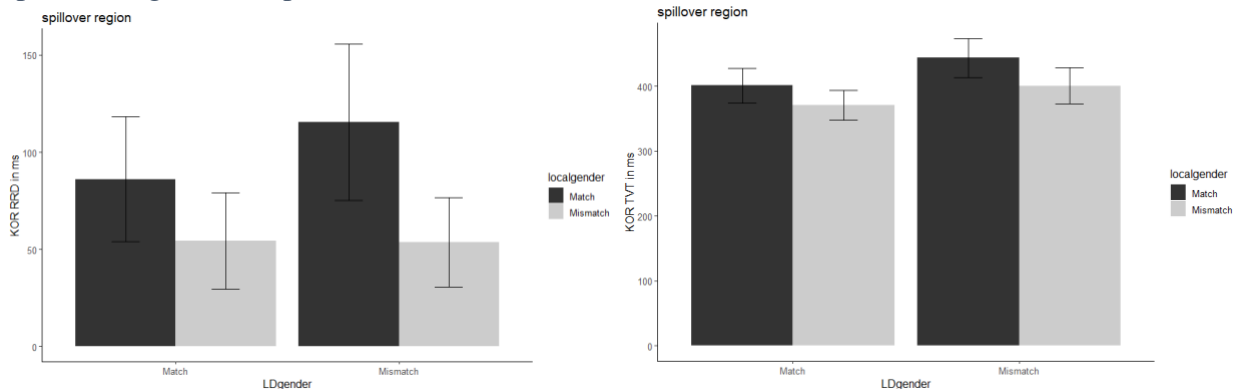 spillover region
150
100
50
0
KOR RRD in ms
Match
Mismatch
LDgender
localgender
Match
Mismatch
spillover region
400
300
200
100
0
KOR TVT in ms
Match
Mismatch
LDgender
localgender
Match
Mismatch